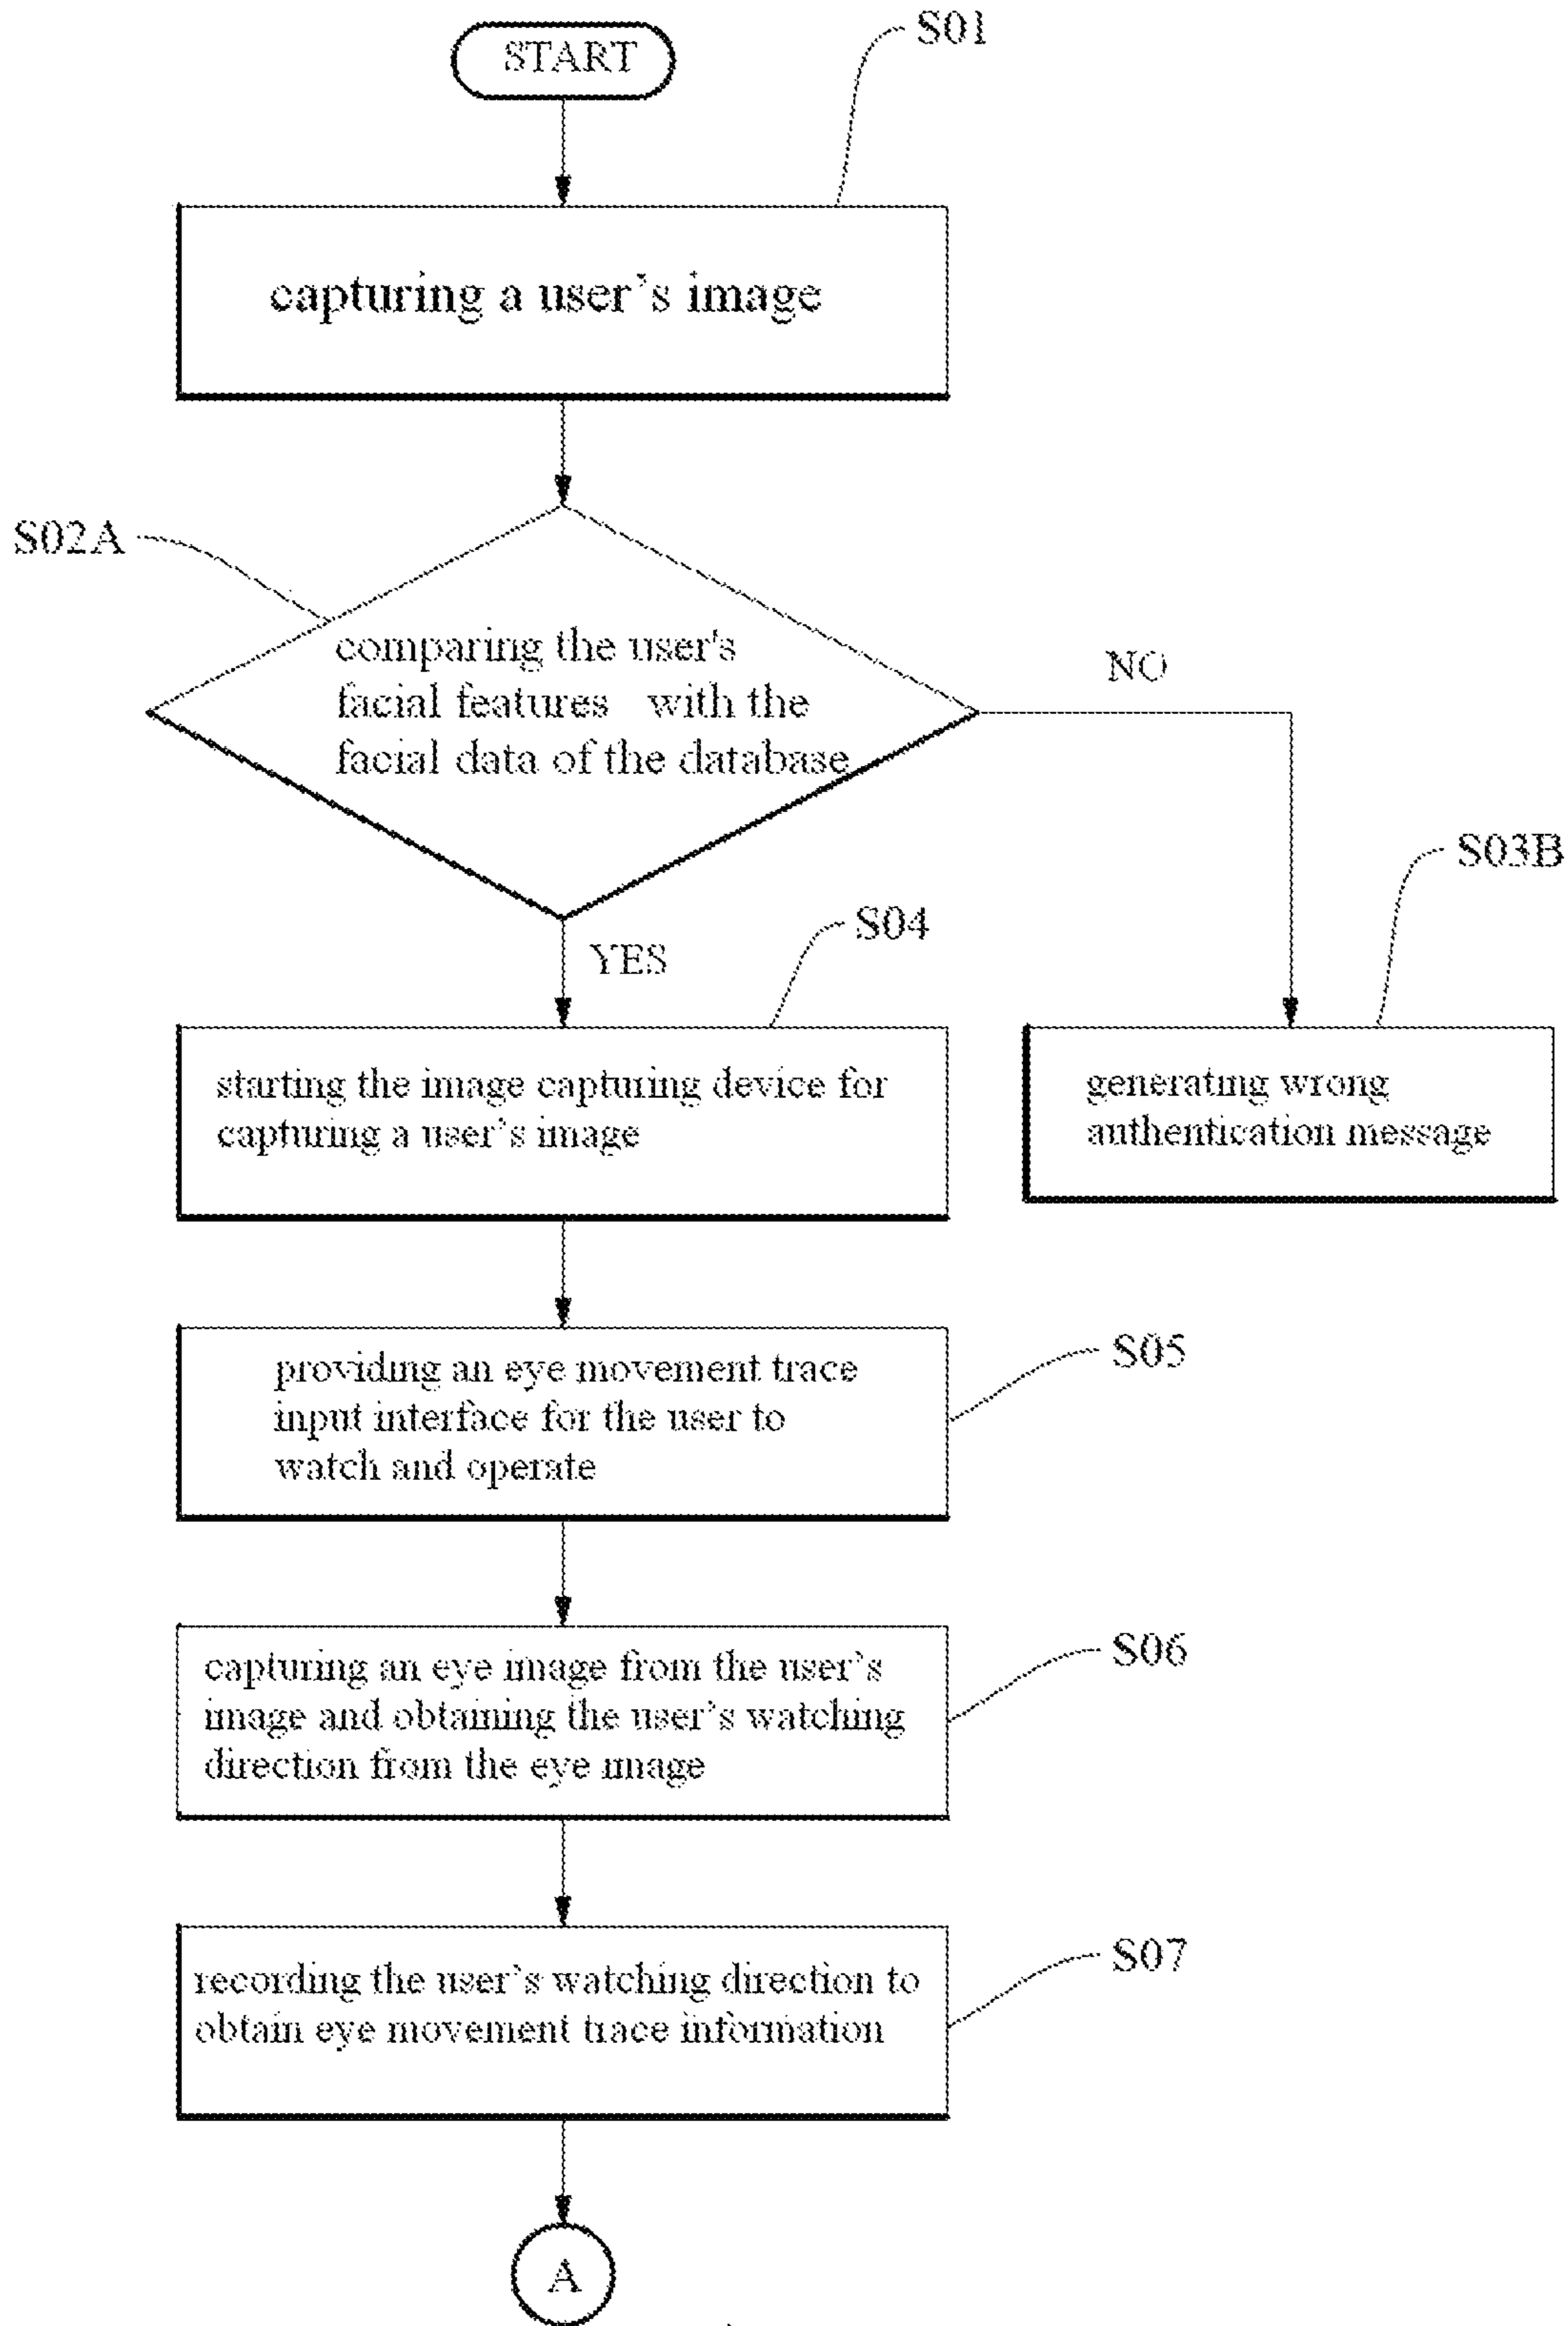 START
S01
capturing a user's image
S02A
comparing the user's
facial features with the
facial data of the database
NO
S03B
YES
S04
starting the image capturing device for
capturing a user's image
generating wrong
authentication message
providing an eye movement trace
input interface for the user to
watch and operate
S05
capturing an eye image from the user's
image and obtaining the user's watching
direction from the eye image
S06
recording the user's watching direction to
obtain eye movement trace information
S07
A